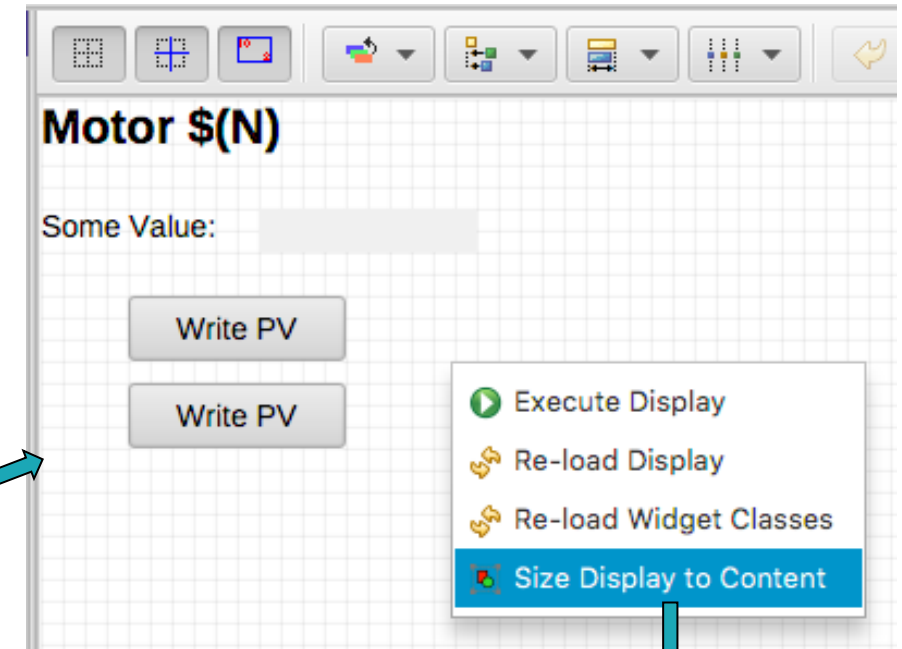 Motor $(N)
Some Value:
Write PV
Write PV
Execute Display
Re-load Display
Re-load Widget Classes
Size Display to Content